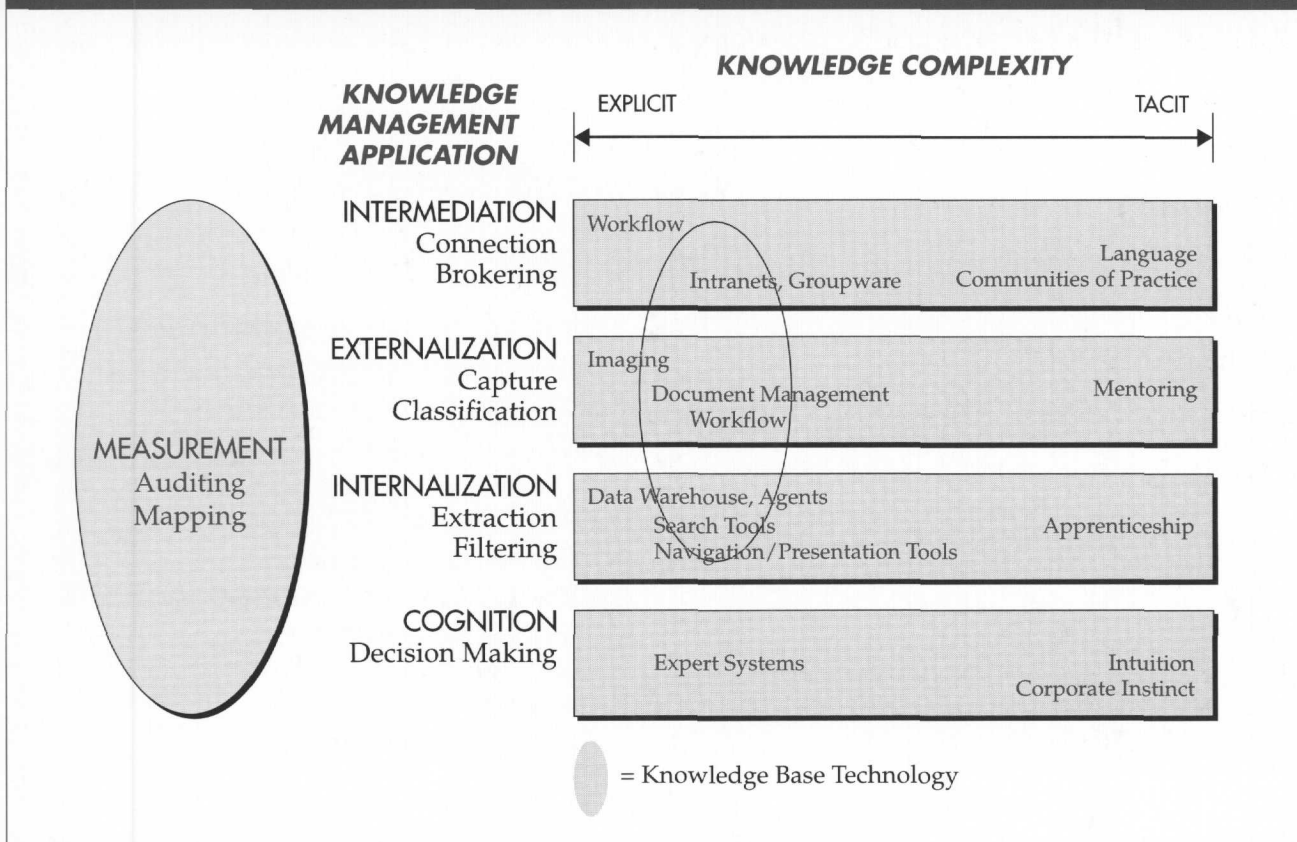 KNOWLEDGE COMPLEXITY
KNOWLEDGE
MANAGEMENT
APPLICATION
EXPLICIT
TACIT
MEASUREMENT
Auditing
Mapping
INTERMEDIATION
Connection
Brokering
Workflow
Intranets, Groupware
Language
Communities of Practice
EXTERNALIZATION
Capture
Classification
Imaging
Document Management
Workflow
Mentoring
INTERNALIZATION
Extraction
Filtering
Data Warehouse, Agents
Search Tools
Navigation/Presentation Tools
Apprenticeship
COGNITION
Decision Making
Expert Systems
Intuition
Corporate Instinct
= Knowledge Base Technology